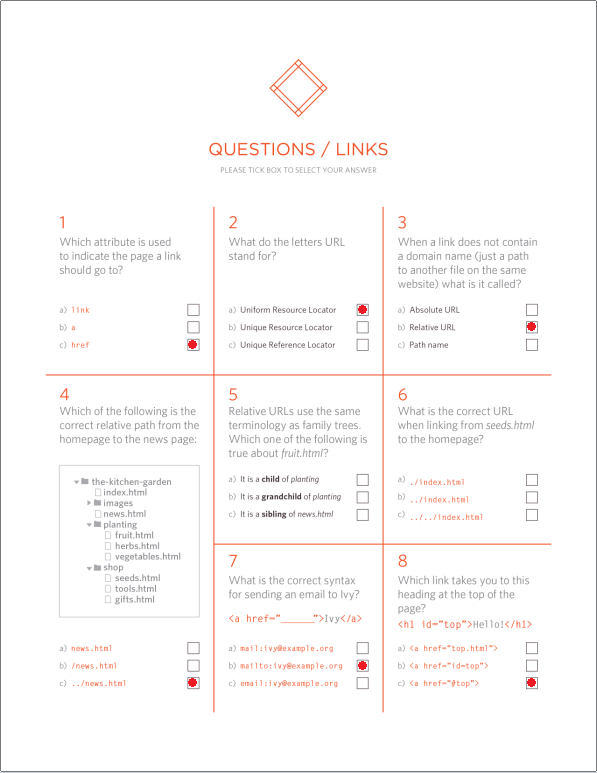 QUESTIONS / LINKS
PLEASE TICK BOX TO SELECT YOUR ANSWER
1
Which attribute is used
to indicate the page a link
should go to?
a) link
b) a
c) href
2
What do the letters URL
stand for?
a) Uniform Resource Locator
b) Unique Resource Locator
c) Unique Reference Locator
3
When a link does not contain
a domain name (just a path
to another file on the same
website) what is it called?
a) Absolute URL
b) Relative URL
c) Path name
4
Which of the following is the
correct relative path from the
homepage to the news page:
the-kitchen-garden
index.html
images
news.html
planting
fruit.html
herbs.html
vegetables.html
shop
seeds.html
tools.html
gifts.html
a) news.html
b) /news.html
c) ../news.html
5
Relative URLs use the same
terminology as family trees.
Which one of the following is
true about fruit.html?
a) It is a child of planting
b) It is a grandchild of planting
c) It is a sibling of news.html
6
What is the correct URL
when linking from seeds.html
to the homepage?
a) ./index.html
b) ../index.html
c) ../../index.html
7
What is the correct syntax
for sending an email to Ivy?
<a href="______">Ivy</a>
a) mail:ivy@example.org
b) mailto:ivy@example.org
c) email:ivy@example.org
8
Which link takes you to this
heading at the top of the
page?
<h1 id="top">Hello!</h1>
a) <a href="top.html">
b) <a href="id=top">
c) <a href="#top">